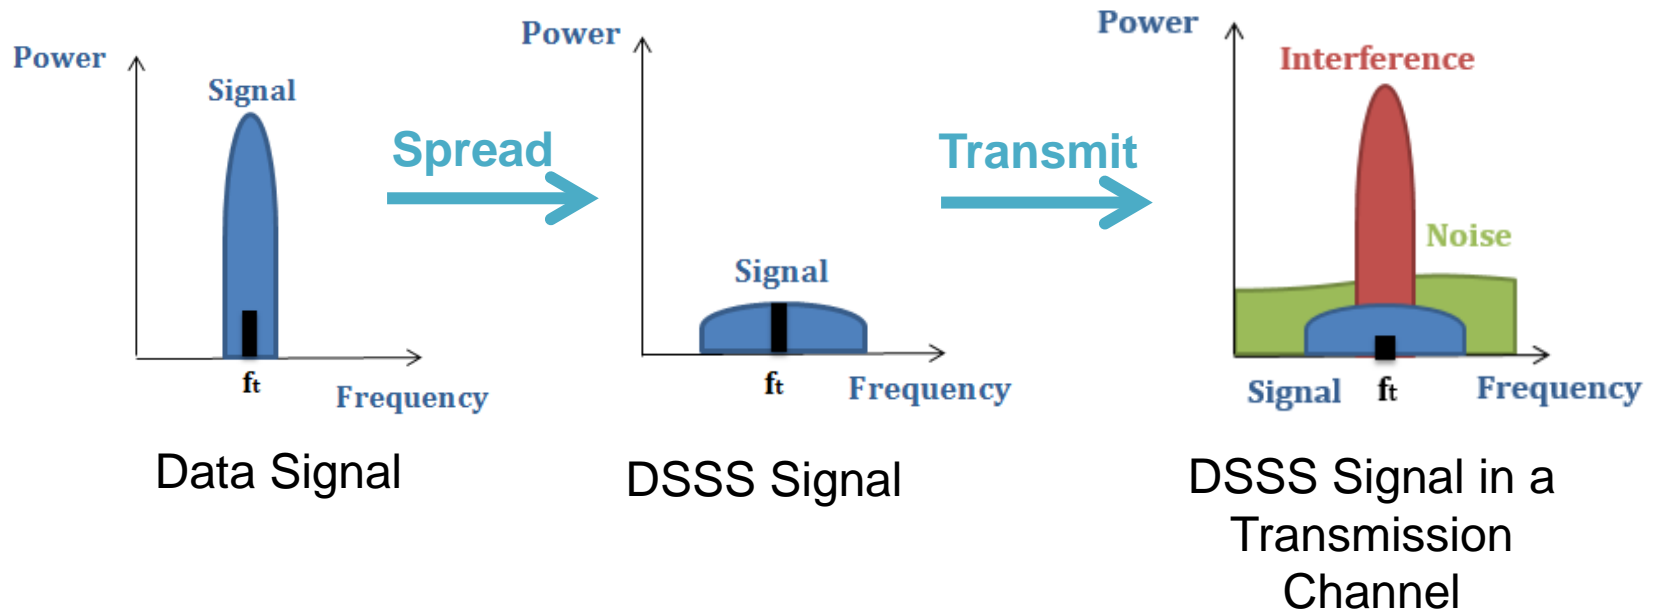 Power
Signal
ft
Frequency
Data Signal
Spread
Power
Signal
ft
Frequency
DSSS Signal
Transmit
Power
Interference
Noise
Signal
ft
Frequency
DSSS Signal in a
Transmission
Channel